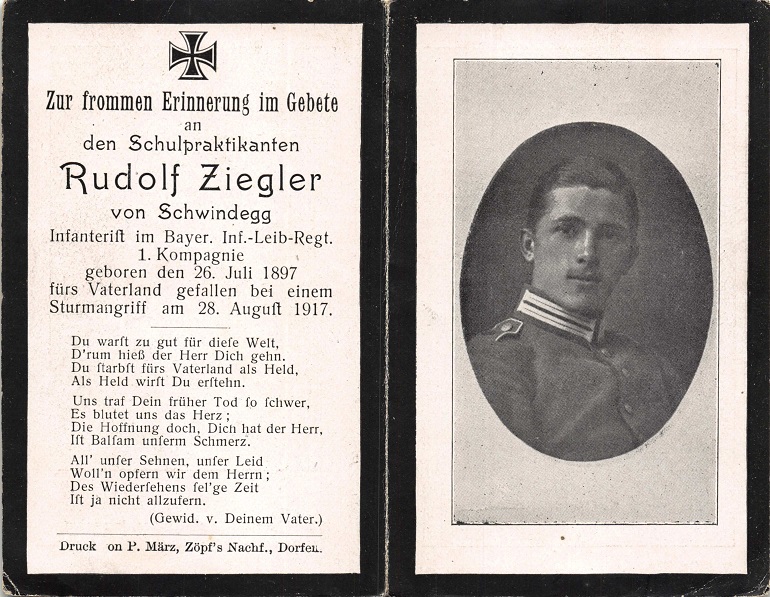 Zur frommen Erinnerung im Gebete
an
den Schulpraktikanten
Rudolf Ziegler
von Schwindegg
Infanteriſt im Bayer. Inf.-Leib-Regt.
1. Kompagnie
geboren den 26. Juli 1897
fürs Vaterland gefallen bei einem
Sturmangriff am 28. Auguſt 1917.
Du warſt zu gut für dieſe Welt,
D'rum hieß der Herr Dich gehn.
Du ſtarbſt fürs Vaterland als Held,
Als Held wirſt Du erſtehn.
Uns traf Dein früher Tod ſo ſchwer,
Es blutet uns das Herz;
Die Hoffnung doch, Dich hat der Herr,
Iſt Balſam unſerm Schmerz.
All' unſer Sehnen, unſer Leid
Woll'n opfern wir dem Herrn;
Des Wiederſehens ſel'ge Zeit
Iſt ja nicht allzufern.
(Gewid. v. Deinem Vater.)
Druck on P. März, Zöpf's Nachf., Dorfen.